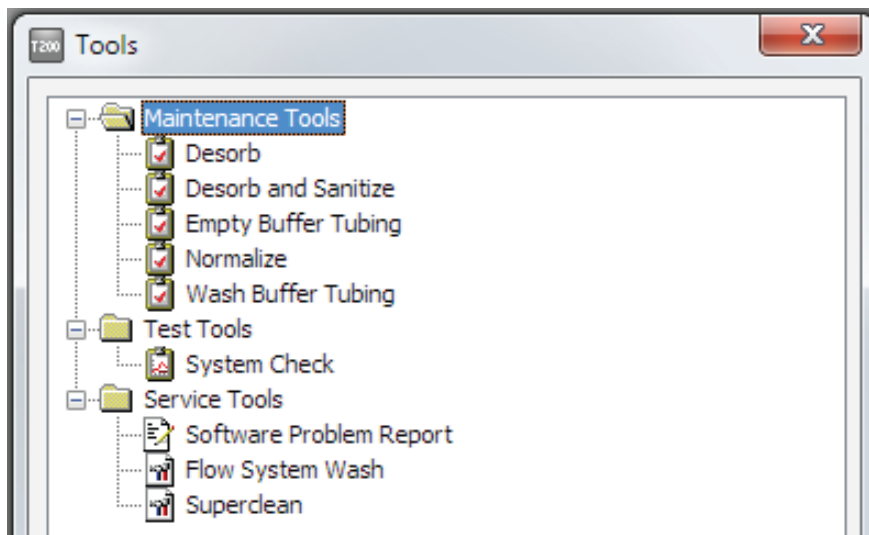 T200 Tools
Maintenance Tools
Desorb
Desorb and Sanitize
Empty Buffer Tubing
Normalize
Wash Buffer Tubing
Test Tools
System Check
Service Tools
Software Problem Report
Flow System Wash
Superclean